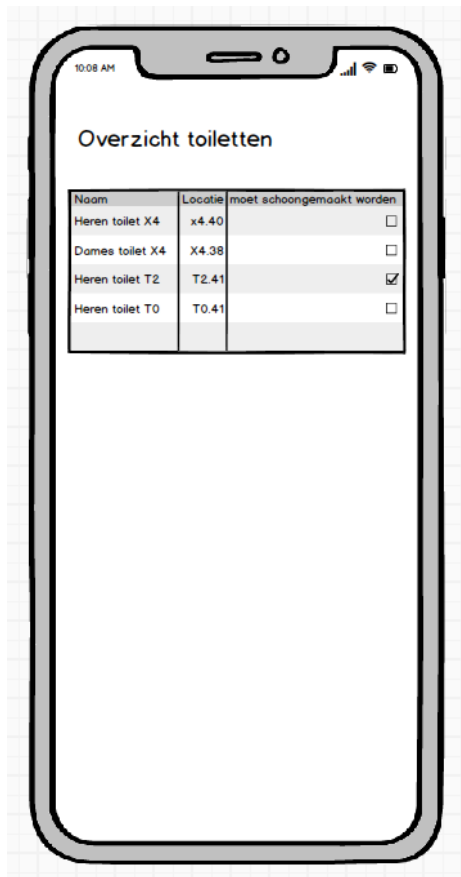 10:08 AM
Overzicht toiletten
Naam Locatie moet schoongemaakt worden
Heren toilet X4 x4.40
Dames toilet X4 X4.38
Heren toilet T2 T2.41
Heren toilet T0 T0.41